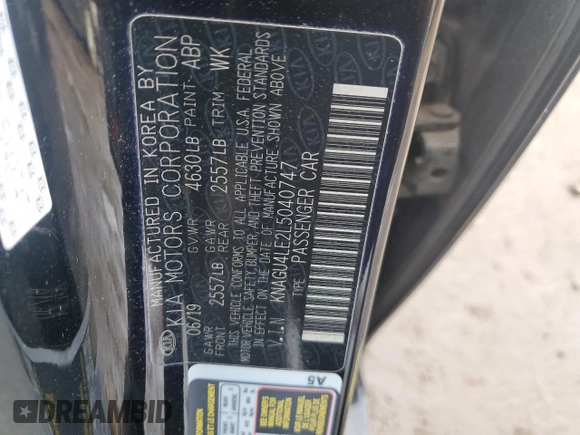 MANUFACTURED IN KOREA BY
KIA MOTORS CORPORATION
06/19 GVWR 4630LB PAINT ABP
GAWR FRONT 2557LB GAWR REAR 2557LB TRIM WK
THIS VEHICLE CONFORMS TO ALL APPLICABLE U.S.A. FEDERAL
MOTOR VEHICLE SAFETY,BUMPER,AND THEFT PREVENTION STANDARDS
IN EFFECT ON THE DATE OF MANUFACTURE SHOWN ABOVE
V.I.N KNAGU4LE2L5040747
TYPE: PASSENGER CAR
A5
DREAMBID